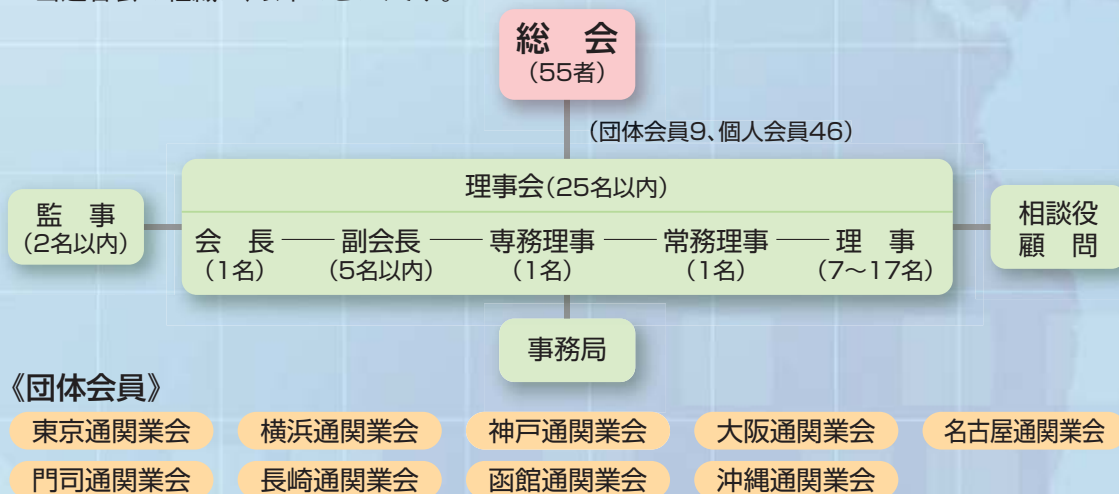 総　会
(55者)
(団体会員9、個人会員46)
理事会(25名以内)
監　事
(2名以内)
会　長 ── 副会長 ── 専務理事 ── 常務理事 ── 理　事
(1名) (5名以内) (1名) (1名) (7〜17名)
相談役
顧　問
事務局
《団体会員》
東京通関業会 横浜通関業会 神戸通関業会 大阪通関業会 名古屋通関業会
門司通関業会 長崎通関業会 函館通関業会 沖縄通関業会